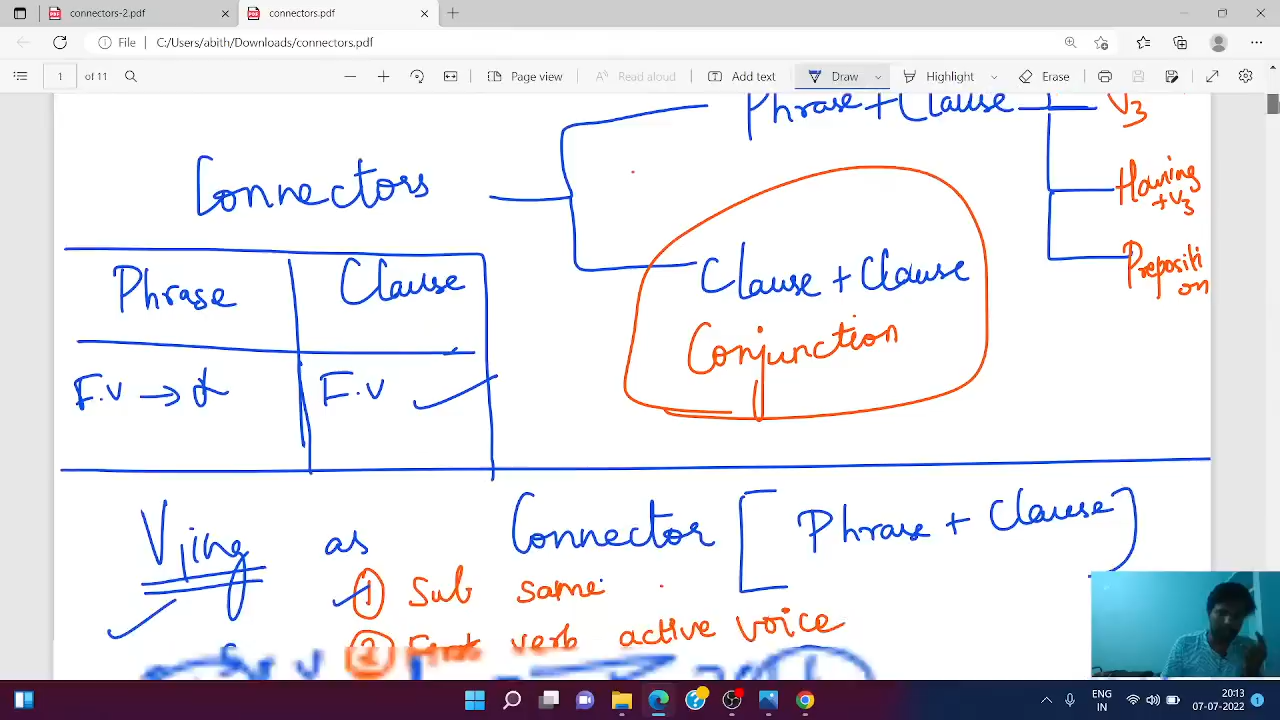 connectors-2.pdf
connectors.pdf
File C:/Users/abith/Downloads/connectors.pdf
1 of 11
Page view
Read aloud
Add text
Draw
Highlight
Erase
Phrase + Clause
V3
Connectors
Having
+V3
Prepositi
on
Clause + Clause
Conjunction
Phrase
Clause
F.V →
F.V
V1ing as Connector [Phrase + Clause]
① Sub same
② verb active voice
ENG
IN
20:13
07-07-2022
1